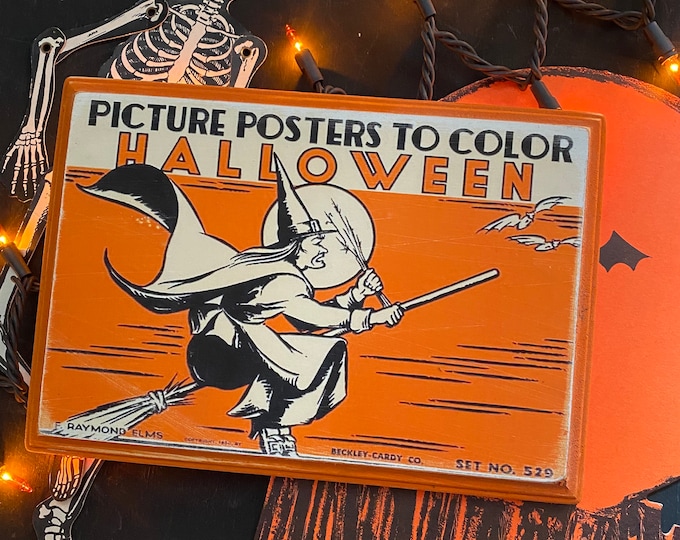 PICTURE POSTERS TO COLOR
HALLOWEEN
F. RAYMOND ELMS
BECKLEY-CARDY CO.
SET NO. 529